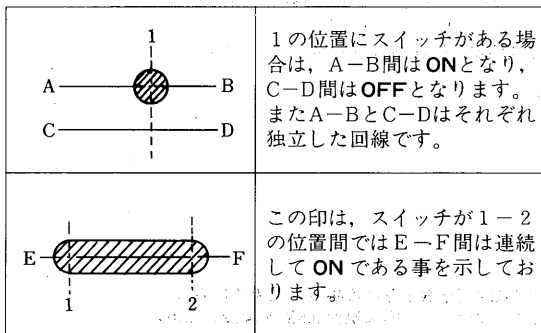 1
A B
C D
1の位置にスイッチがある場
合は，A－B間はONとなり，
C－D間はOFFとなります。
またA－BとC－Dはそれぞれ
独立した回線です。
E F
1 2
この印は，スイッチが1－2
の位置間ではE－F間は連続
してONである事を示してお
ります。